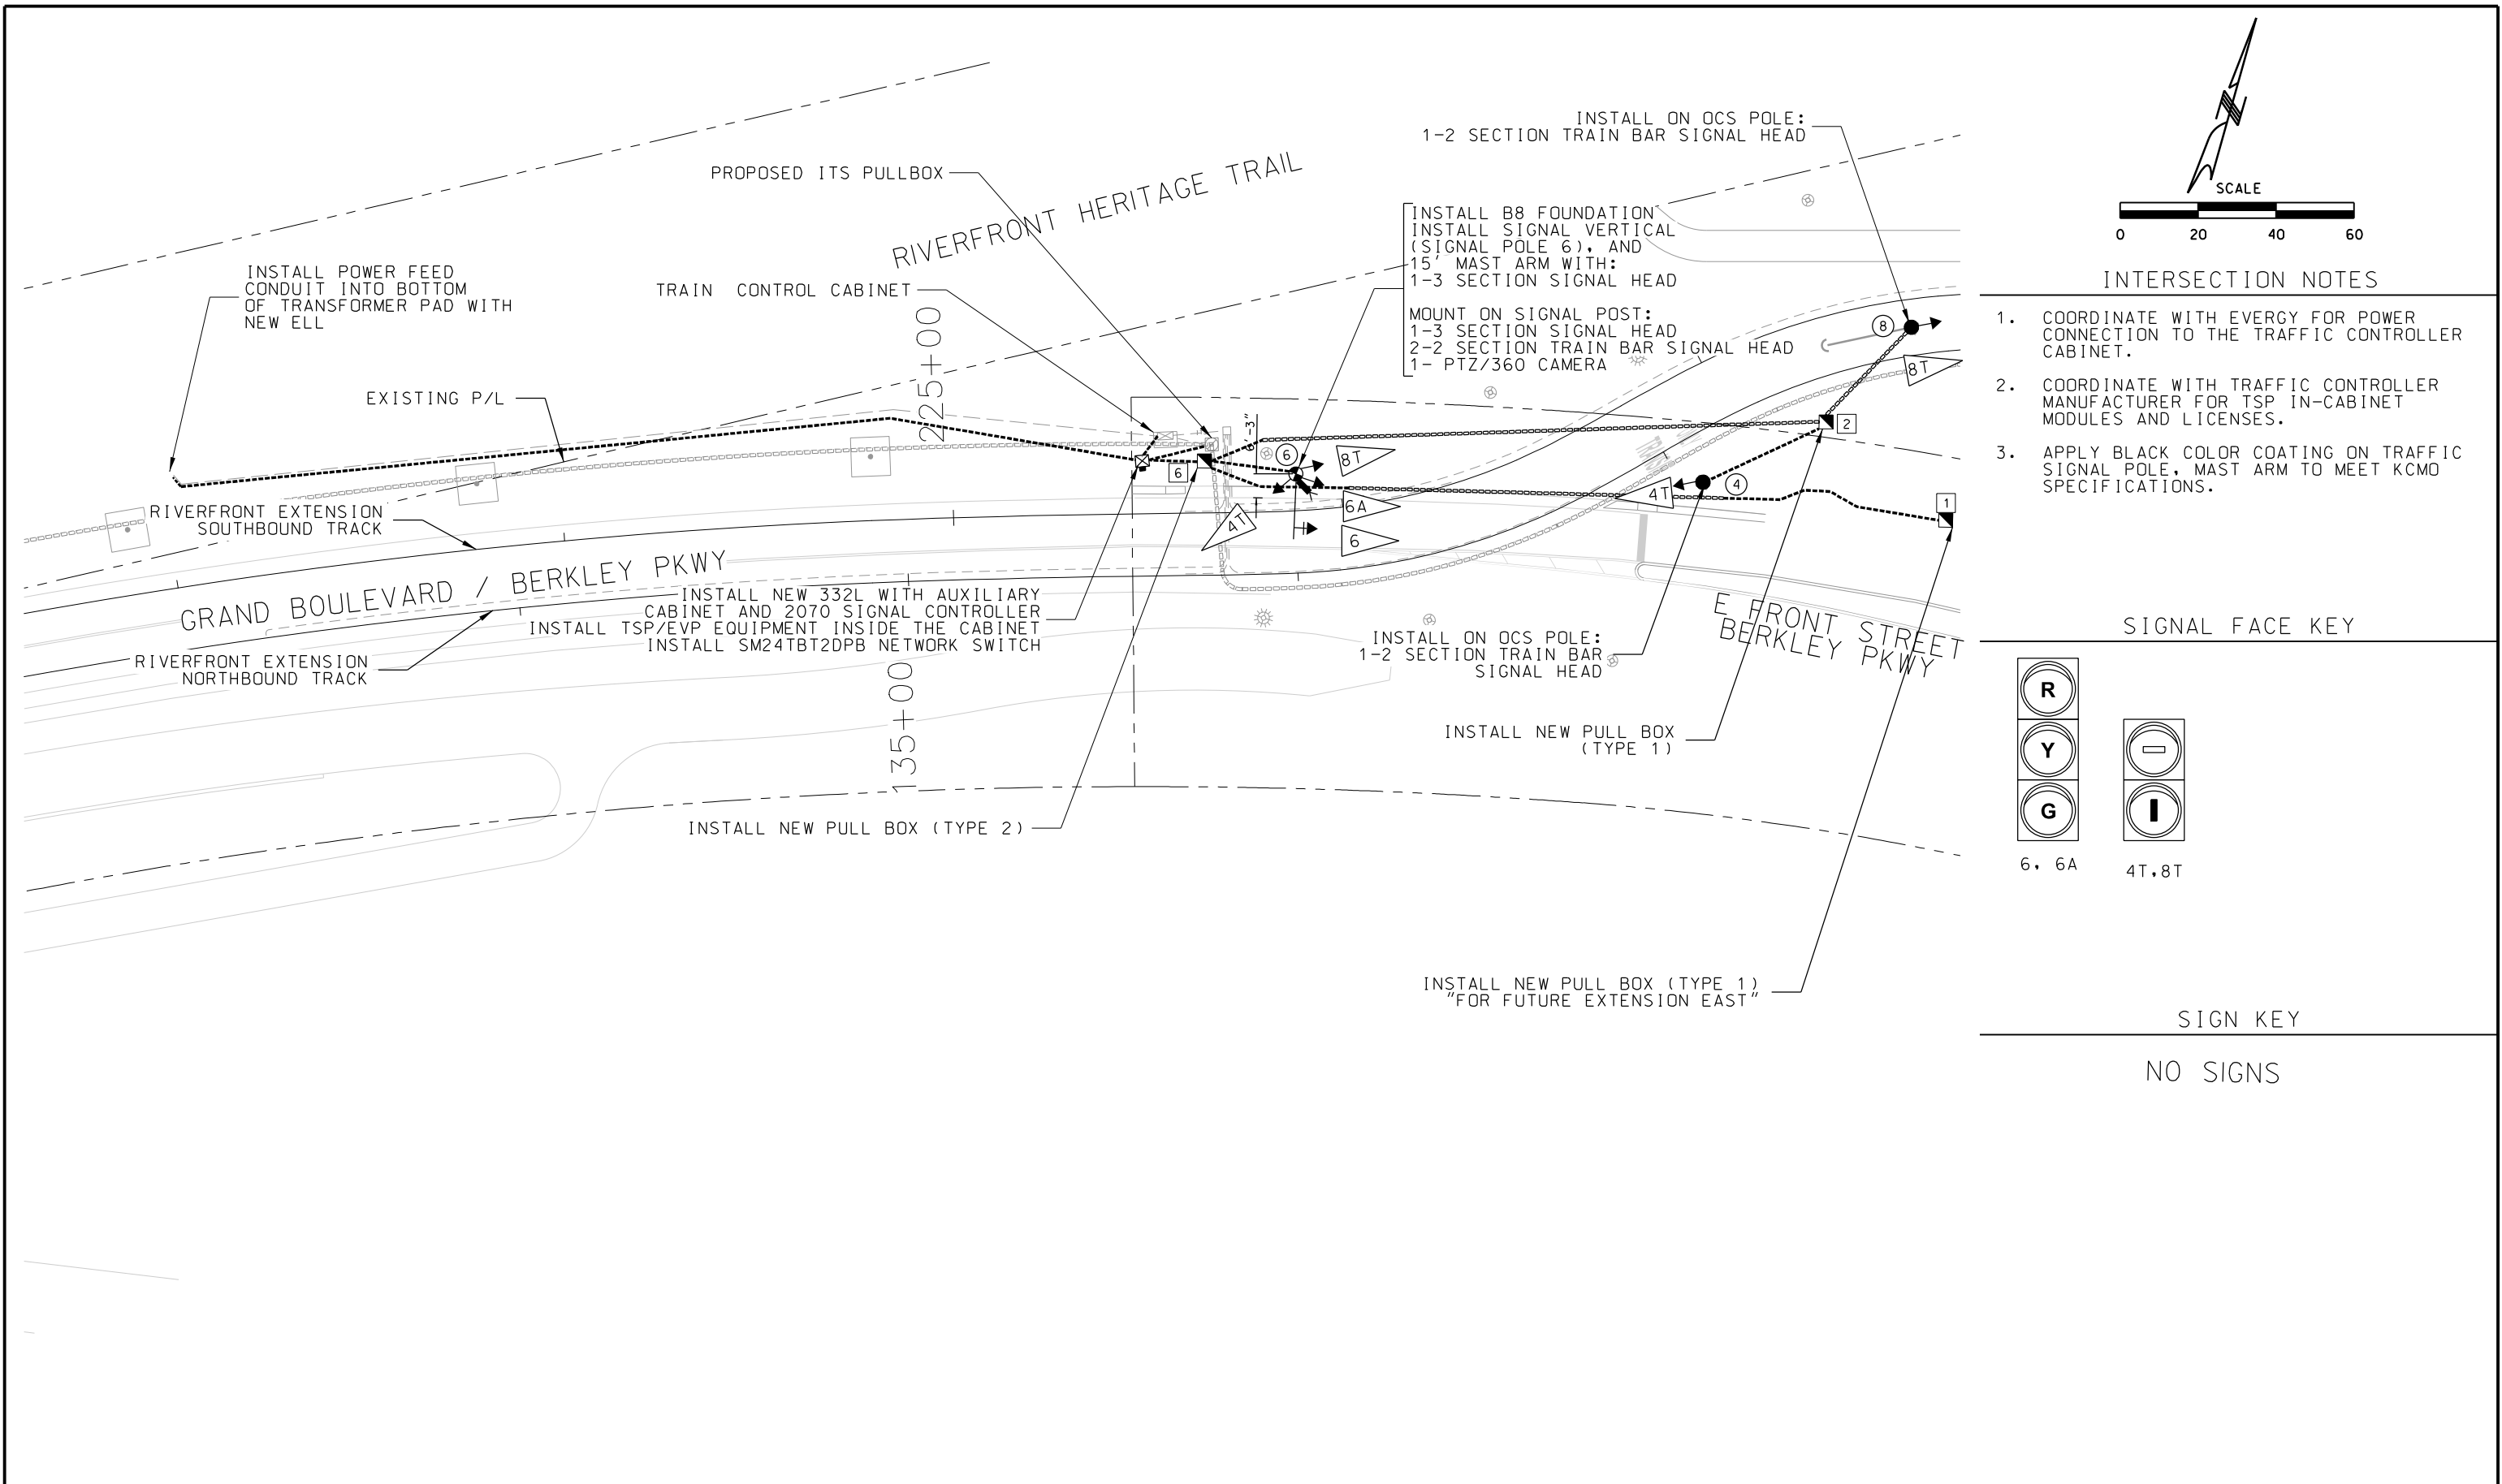 INSTALL ON OCS POLE:
1-2 SECTION TRAIN BAR SIGNAL HEAD
PROPOSED ITS PULLBOX
RIVERFRONT HERITAGE TRAIL
INSTALL B8 FOUNDATION
INSTALL SIGNAL VERTICAL
(SIGNAL POLE 6), AND
15' MAST ARM WITH:
1-3 SECTION SIGNAL HEAD
MOUNT ON SIGNAL POST:
1-3 SECTION SIGNAL HEAD
2-2 SECTION TRAIN BAR SIGNAL HEAD
1- PTZ/360 CAMERA
INSTALL POWER FEED
CONDUIT INTO BOTTOM
OF TRANSFORMER PAD WITH
NEW ELL
TRAIN CONTROL CABINET
225+00
EXISTING P/L
8
8T
2
6'-3"
6
8T
6
4T
4
1
6A
4T
6
RIVERFRONT EXTENSION
SOUTHBOUND TRACK
GRAND BOULEVARD / BERKLEY PKWY
INSTALL NEW 332L WITH AUXILIARY
CABINET AND 2070 SIGNAL CONTROLLER
INSTALL TSP/EVP EQUIPMENT INSIDE THE CABINET
INSTALL SM24TBT2DPB NETWORK SWITCH
RIVERFRONT EXTENSION
NORTHBOUND TRACK
E FRONT STREET
BERKLEY PKWY
INSTALL ON OCS POLE:
1-2 SECTION TRAIN BAR
SIGNAL HEAD
135+00
INSTALL NEW PULL BOX
(TYPE 1)
INSTALL NEW PULL BOX (TYPE 2)
INSTALL NEW PULL BOX (TYPE 1)
"FOR FUTURE EXTENSION EAST"
N
SCALE
0 20 40 60
INTERSECTION NOTES
1. COORDINATE WITH EVERGY FOR POWER
CONNECTION TO THE TRAFFIC CONTROLLER
CABINET.
2. COORDINATE WITH TRAFFIC CONTROLLER
MANUFACTURER FOR TSP IN-CABINET
MODULES AND LICENSES.
3. APPLY BLACK COLOR COATING ON TRAFFIC
SIGNAL POLE, MAST ARM TO MEET KCMO
SPECIFICATIONS.
SIGNAL FACE KEY
R
Y
G
6, 6A
4T,8T
SIGN KEY
NO SIGNS